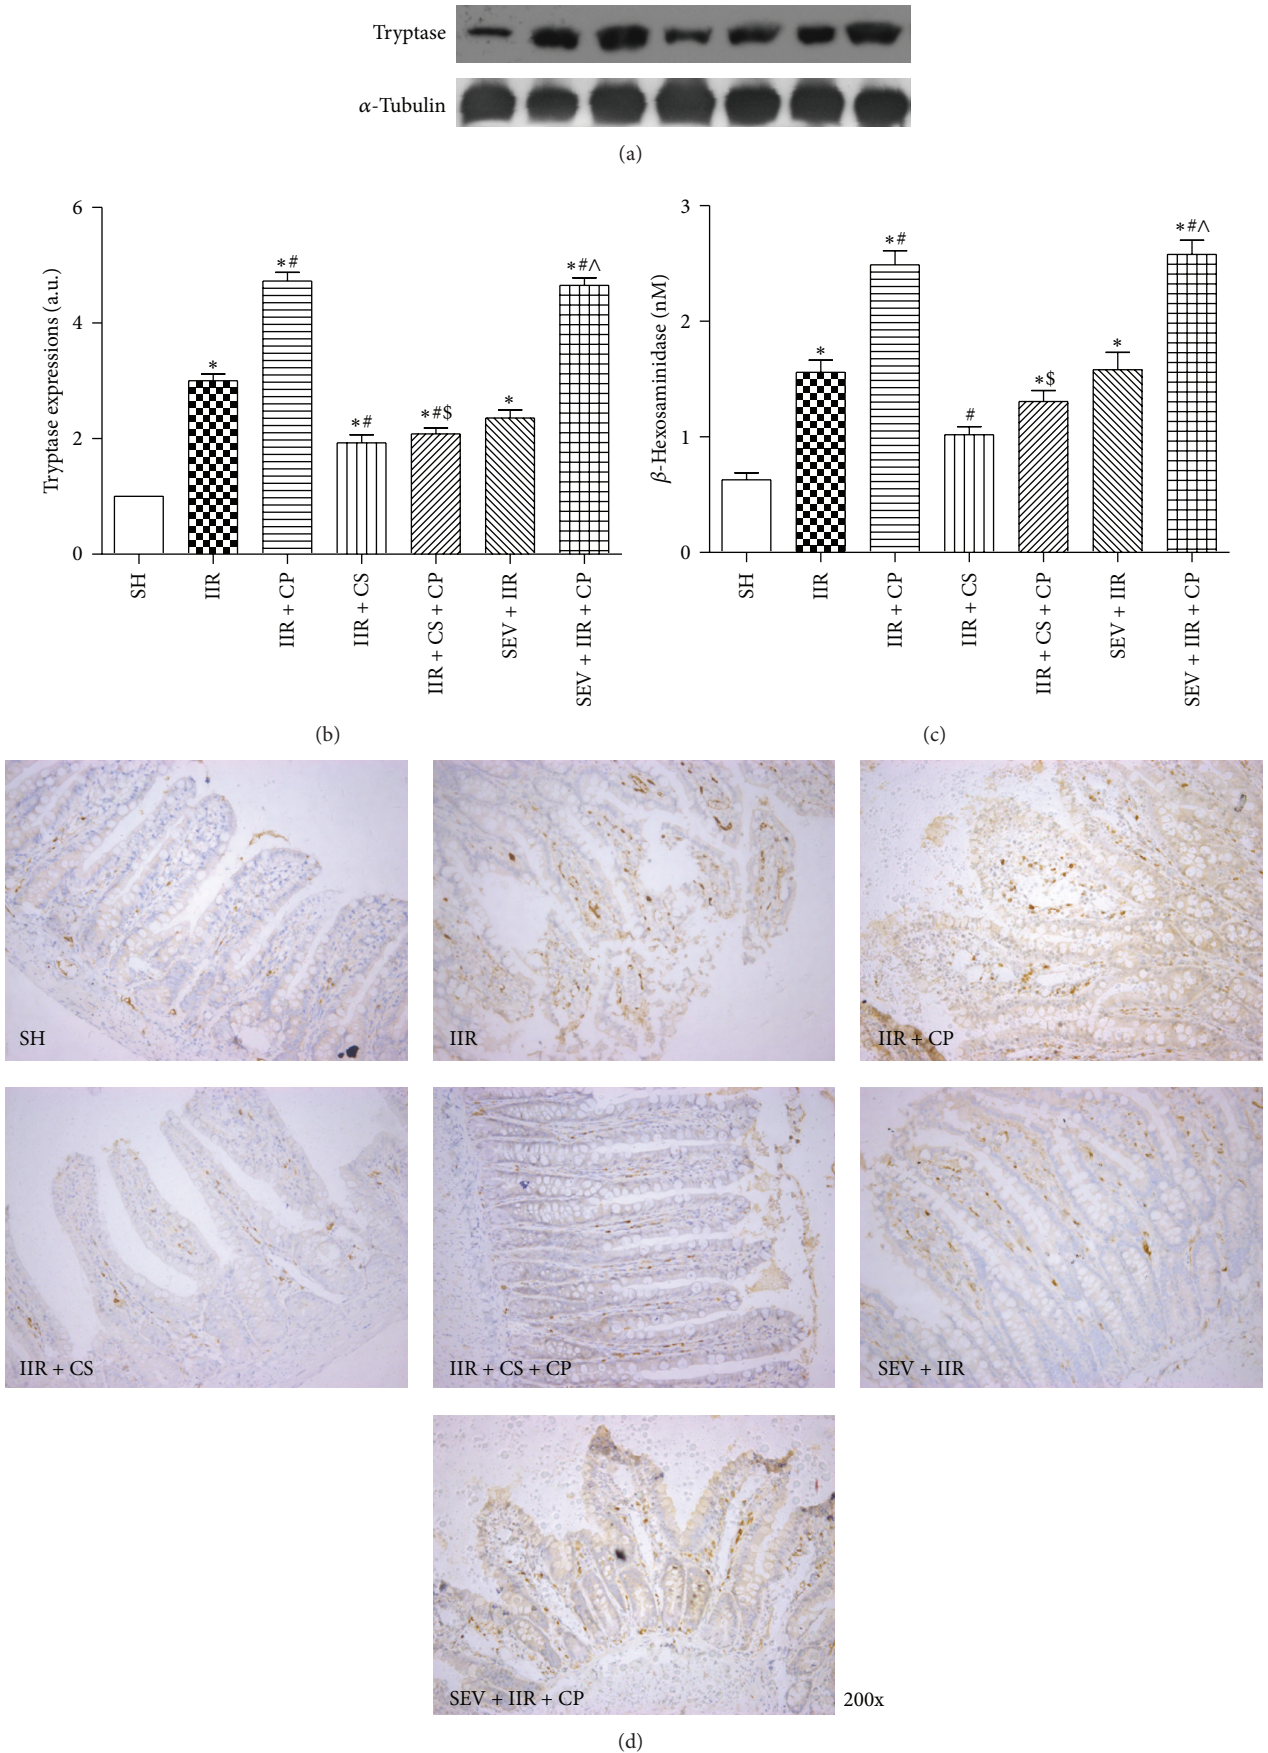 Tryptase
α-Tubulin
(a)
6
4
2
0
Tryptase expressions (a.u.)
*
*#
*#
*#$
*
*#^
SH
IIR
IIR + CP
IIR + CS
IIR + CS + CP
SEV + IIR
SEV + IIR + CP
(b)
3
2
1
0
β-Hexosaminidase (nM)
*
*#
#
*$
*
*#^
SH
IIR
IIR + CP
IIR + CS
IIR + CS + CP
SEV + IIR
SEV + IIR + CP
(c)
SH
IIR
IIR + CP
IIR + CS
IIR + CS + CP
SEV + IIR
SEV + IIR + CP
200x
(d)